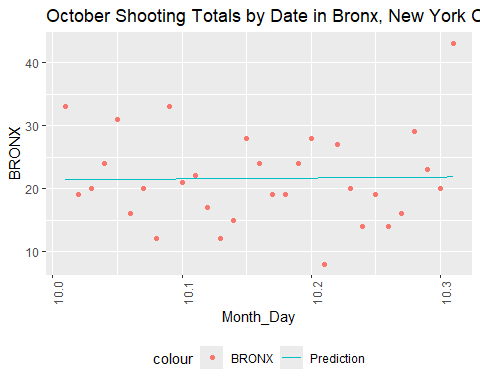 October Shooting Totals by Date in Bronx, New York C
40
30
20
10
BRONX
10.0
10.1
10.2
10.3
Month_Day
colour BRONX Prediction